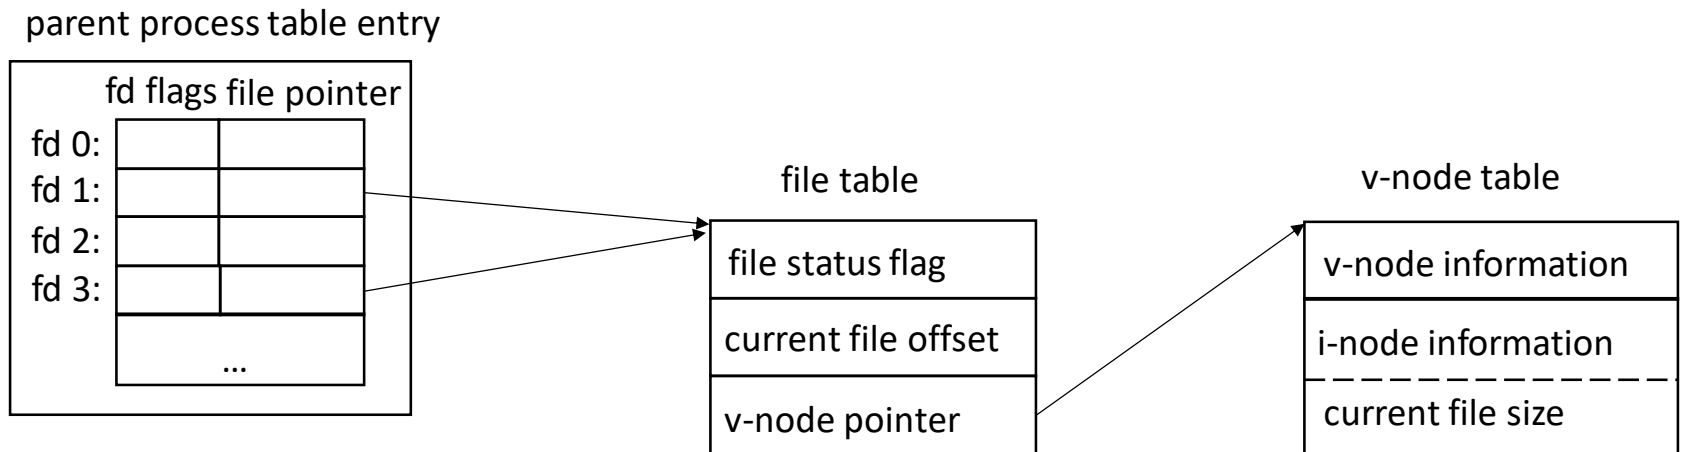 parent process table entry
fd flags file pointer
fd 0:
fd 1:
fd 2:
fd 3:
...
file table
file status flag
current file offset
v-node pointer
v-node table
v-node information
i-node information
current file size